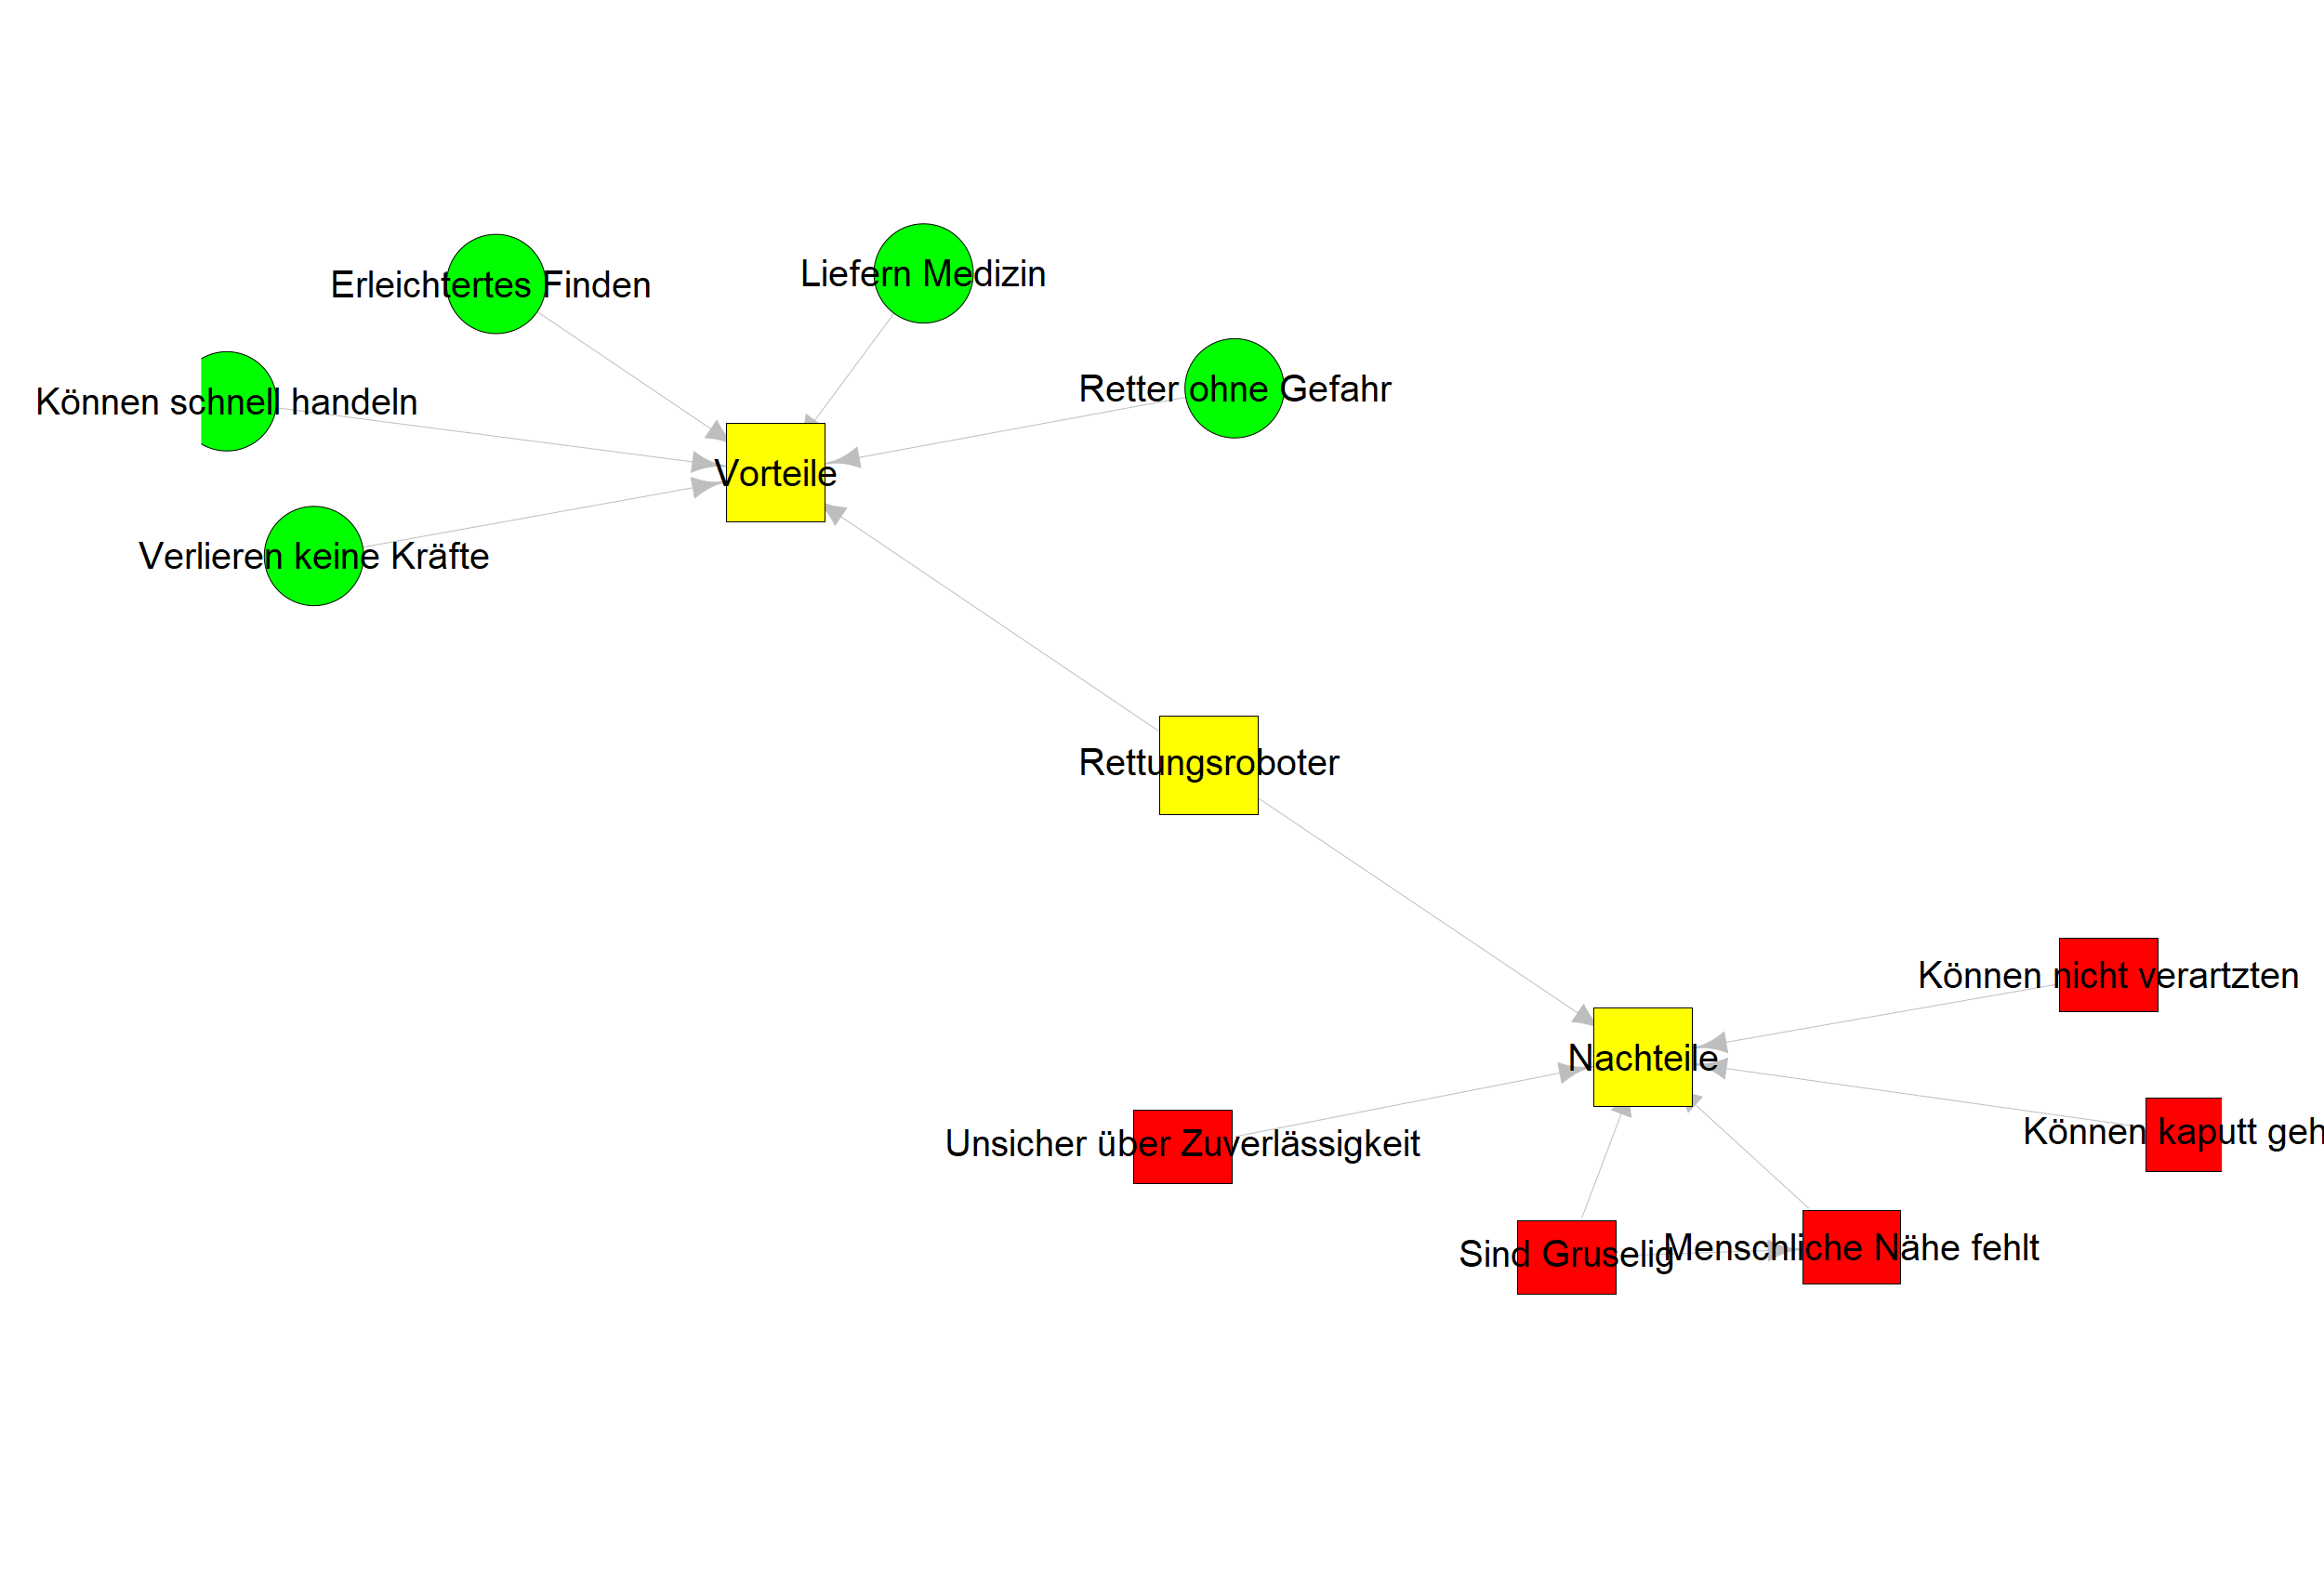 Liefern Medizin
Erleichtertes Finden
Retter ohne Gefahr
Können schnell handeln
Vorteile
Verlieren keine Kräfte
Rettungsroboter
Können nicht verartzten
Nachteile
Können kaputt geh
Unsicher über Zuverlässigkeit
Sind Gruselig
Menschliche Nähe fehlt